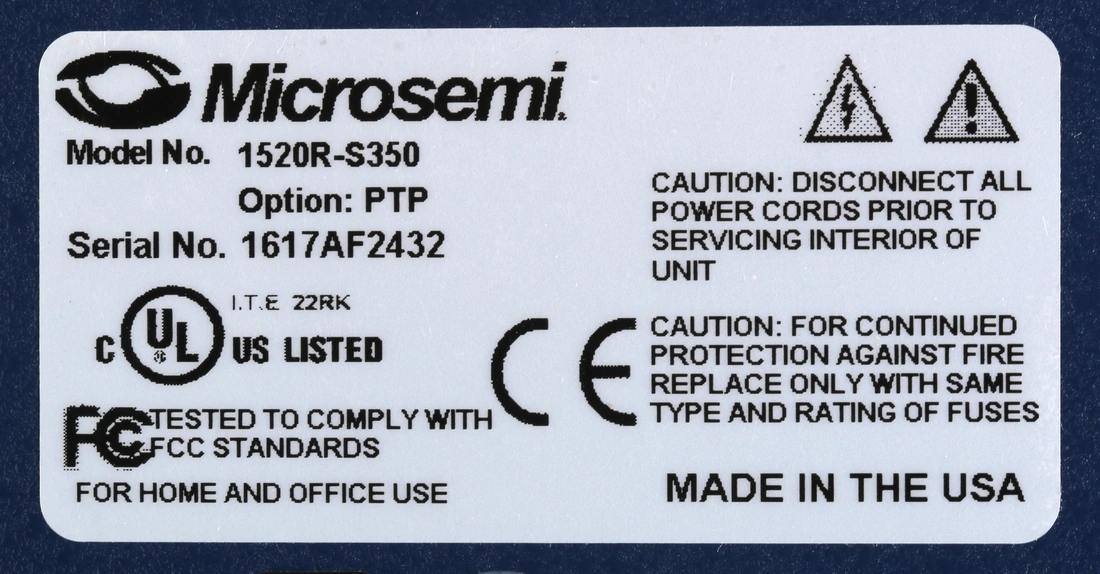 Microsemi.
Model No. 1520R-S350
Option: PTP
Serial No. 1617AF2432
I.T.E 22RK
C UL US LISTED
FC TESTED TO COMPLY WITH
FCC STANDARDS
FOR HOME AND OFFICE USE
CAUTION: DISCONNECT ALL
POWER CORDS PRIOR TO
SERVICING INTERIOR OF
UNIT
CE
CAUTION: FOR CONTINUED
PROTECTION AGAINST FIRE
REPLACE ONLY WITH SAME
TYPE AND RATING OF FUSES
MADE IN THE USA